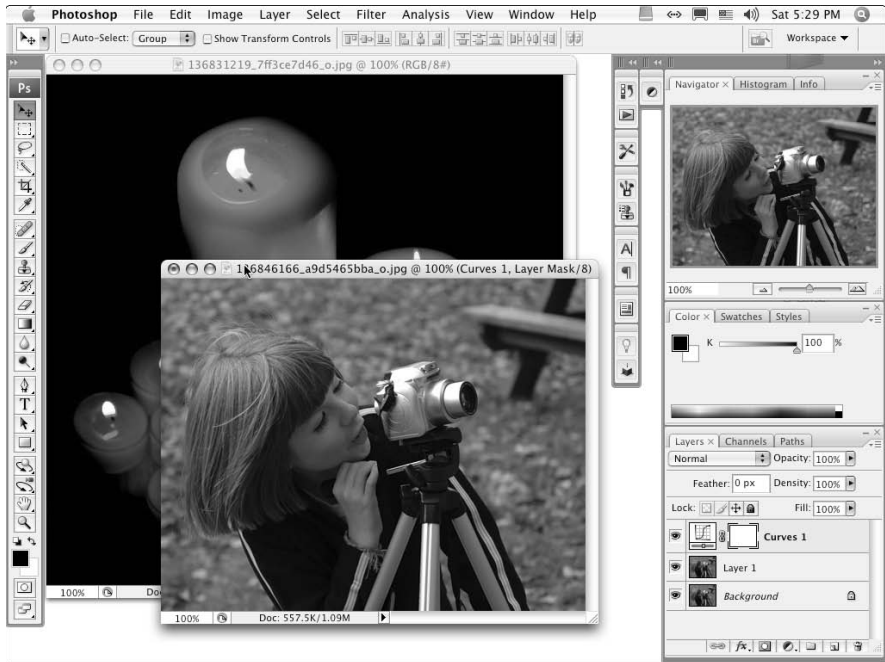 Photoshop File Edit Image Layer Select Filter Analysis View Window Help Sat 5:29 PM
Auto-Select: Group Show Transform Controls Workspace
136831219_7ff3ce7d46_o.jpg @ 100% (RGB/8#)
Ps
Navigator × Histogram Info
136846166_a9d5465bba_o.jpg @ 100% (Curves 1, Layer Mask/8)
A
100%
Color × Swatches Styles
K 100 %
T
Layers × Channels Paths
Normal Opacity: 100%
Feather: 0 px Density: 100%
Lock: Fill: 100%
Curves 1
Layer 1
Background
100% Do
100% Doc: 557.5K/1.09M
fx.